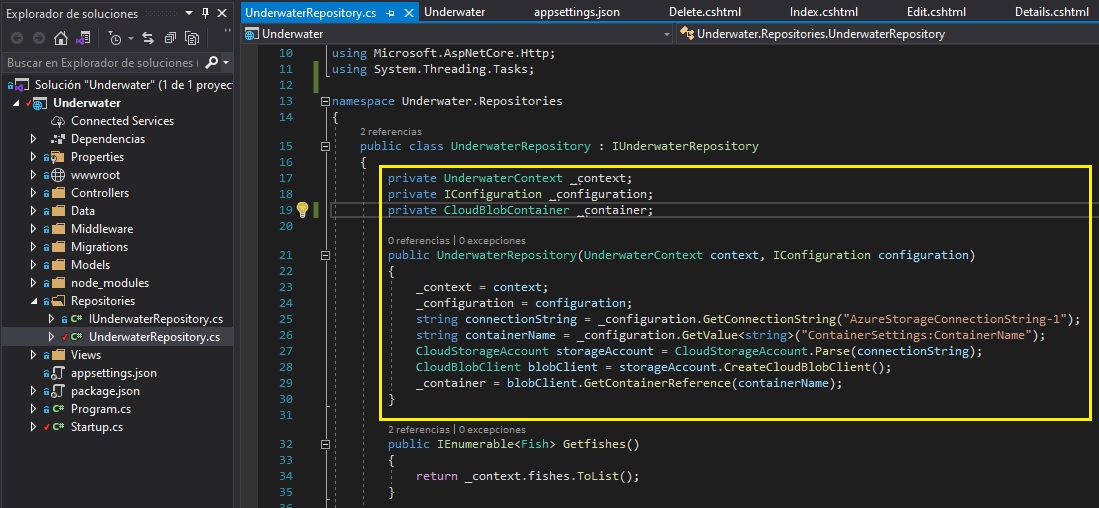 Explorador de soluciones
Buscar en Explorador de soluciones (
Solución "Underwater" (1 de 1 proyec
Underwater
Connected Services
Dependencias
Properties
wwwroot
Controllers
Data
Middleware
Migrations
Models
node_modules
Repositories
C# IUnderwaterRepository.cs
C# UnderwaterRepository.cs
Views
appsettings.json
package.json
C# Program.cs
C# Startup.cs
UnderwaterRepository.cs
Underwater
appsettings.json
Delete.cshtml
Index.cshtml
Edit.cshtml
Details.cshtml
Underwater
Underwater.Repositories.UnderwaterRepository
10 using Microsoft.AspNetCore.Http;
11 using System.Threading.Tasks;
12
13 namespace Underwater.Repositories
14 {
2 referencias
15 public class UnderwaterRepository : IUnderwaterRepository
16 {
17 private UnderwaterContext _context;
18 private IConfiguration _configuration;
19 private CloudBlobContainer _container;
20
0 referencias | 0 excepciones
21 public UnderwaterRepository(UnderwaterContext context, IConfiguration configuration)
22 {
23 _context = context;
24 _configuration = configuration;
25 string connectionString = _configuration.GetConnectionString("AzureStorageConnectionString-1");
26 string containerName = _configuration.GetValue<string>("ContainerSettings:ContainerName");
27 CloudStorageAccount storageAccount = CloudStorageAccount.Parse(connectionString);
28 CloudBlobClient blobClient = storageAccount.CreateCloudBlobClient();
29 _container = blobClient.GetContainerReference(containerName);
30 }
31
2 referencias | 0 excepciones
32 public IEnumerable<Fish> Getfishes()
33 {
34 return _context.fishes.ToList();
35 }